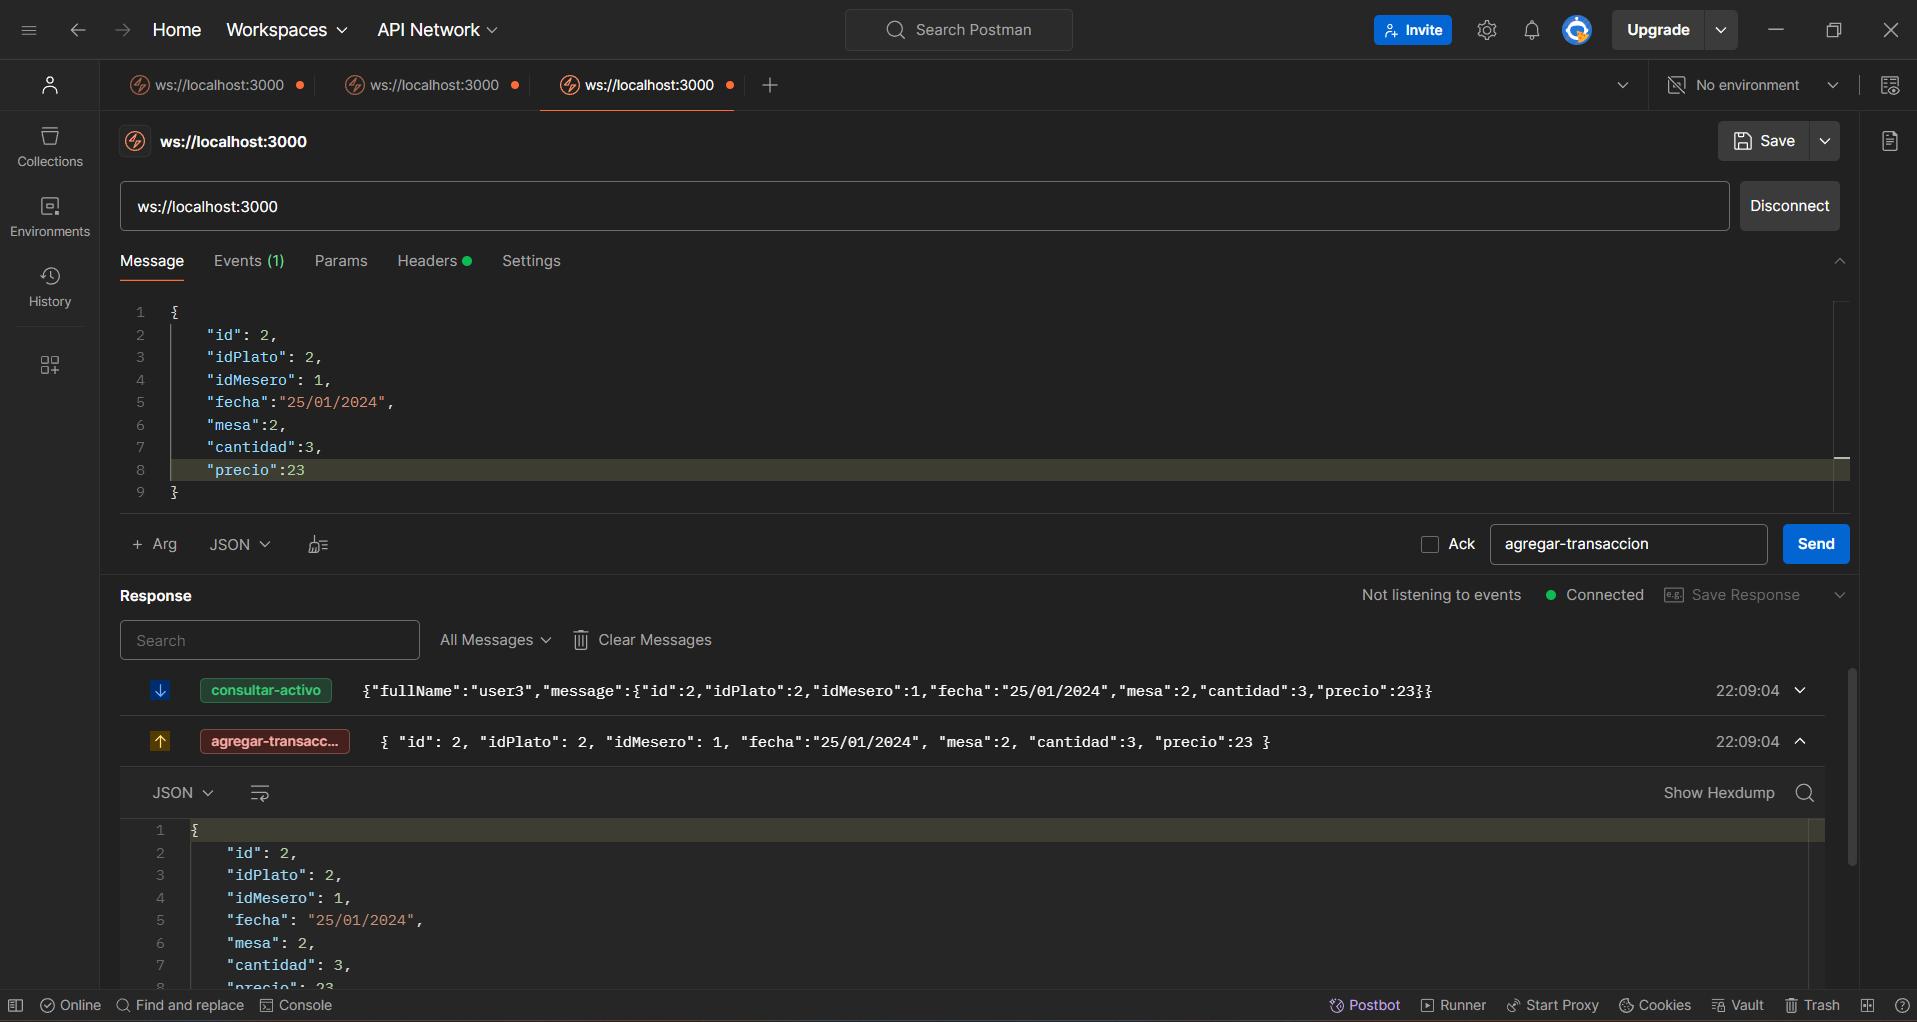 Home Workspaces API Network Search Postman Invite Upgrade
ws://localhost:3000 ws://localhost:3000 ws://localhost:3000 No environment
Collections
Environments
History
ws://localhost:3000 Save
ws://localhost:3000 Disconnect
Message Events (1) Params Headers Settings
1 {
2 "id": 2,
3 "idPlato": 2,
4 "idMesero": 1,
5 "fecha":"25/01/2024",
6 "mesa":2,
7 "cantidad":3,
8 "precio":23
9 }
+ Arg JSON Ack agregar-transaccion Send
Response Not listening to events Connected e.g. Save Response
Search All Messages Clear Messages
consultar-activo {"fullName":"user3","message":{"id":2,"idPlato":2,"idMesero":1,"fecha":"25/01/2024","mesa":2,"cantidad":3,"precio":23}} 22:09:04
agregar-transacc... { "id": 2, "idPlato": 2, "idMesero": 1, "fecha":"25/01/2024", "mesa":2, "cantidad":3, "precio":23 } 22:09:04
JSON Show Hexdump
1 {
2 "id": 2,
3 "idPlato": 2,
4 "idMesero": 1,
5 "fecha": "25/01/2024",
6 "mesa": 2,
7 "cantidad": 3,
8 "precio": 23
Online Find and replace Console Postbot Runner Start Proxy Cookies Vault Trash